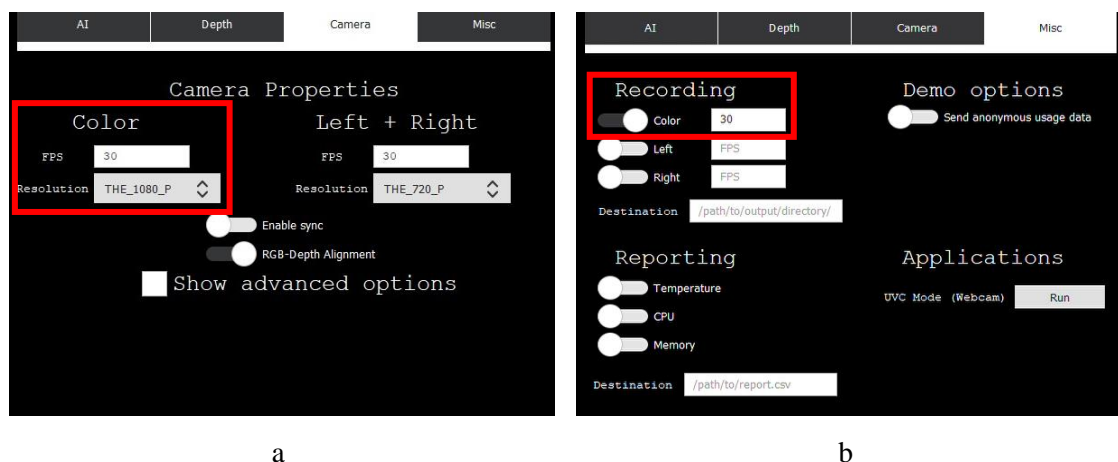 AI Depth Camera Misc
Camera Properties
Color Left + Right
FPS 30 FPS 30
Resolution THE_1080_P Resolution THE_720_P
Enable sync
RGB-Depth Alignment
Show advanced options
a
AI Depth Camera Misc
Recording Demo options
Color 30 Send anonymous usage data
Left FPS
Right FPS
Destination /path/to/output/directory/
Reporting Applications
Temperature
UVC Mode (Webcam) Run
CPU
Memory
Destination /path/to/report.csv
b